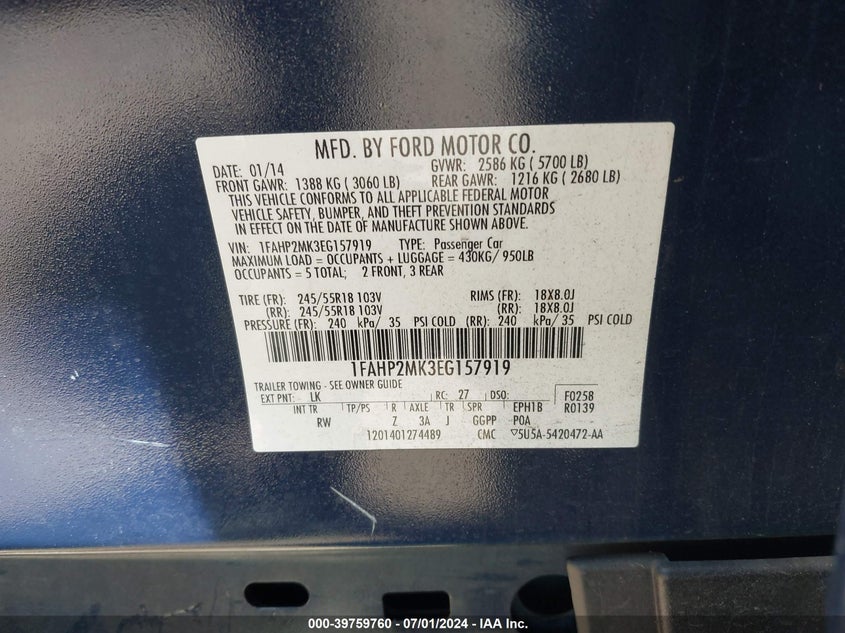 MFD. BY FORD MOTOR CO.
DATE: 01/14 GVWR: 2586 KG ( 5700 LB)
FRONT GAWR: 1388 KG ( 3060 LB) REAR GAWR: 1216 KG ( 2680 LB)
THIS VEHICLE CONFORMS TO ALL APPLICABLE FEDERAL MOTOR
VEHICLE SAFETY, BUMPER, AND THEFT PREVENTION STANDARDS
IN EFFECT ON THE DATE OF MANUFACTURE SHOWN ABOVE.
VIN: 1FAHP2MK3EG157919 TYPE: Passenger Car
MAXIMUM LOAD = OCCUPANTS + LUGGAGE = 430KG/ 950LB
OCCUPANTS = 5 TOTAL; 2 FRONT, 3 REAR
TIRE (FR): 245/55R18 103V RIMS (FR): 18X8.0J
(RR): 245/55R18 103V (RR): 18X8.0J
PRESSURE (FR): 240 kPa/ 35 PSI COLD (RR): 240 kPa/ 35 PSI COLD
1FAHP2MK3EG157919
TRAILER TOWING - SEE OWNER GUIDE
EXT PNT: LK RC: 27 DSO: F0258
INT TR TP/PS R AXLE TR SPR EPH1B R0139
RW Z 3A J GGPP POA
1201401274489 CMC ▽5U5A-5420472-AA
000-39759760 - 07/01/2024 - IAA Inc.